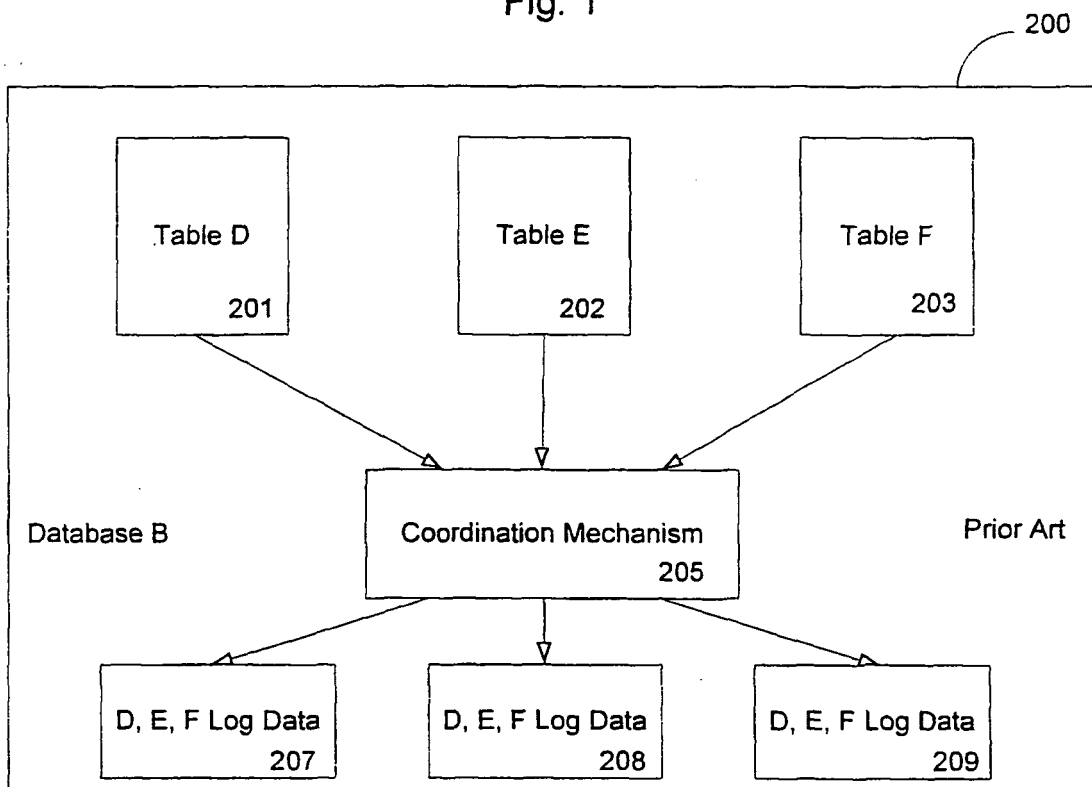 Fig. 1
200
Table D
201
Table E
202
Table F
203
Database B
Coordination Mechanism
205
Prior Art
D, E, F Log Data
207
D, E, F Log Data
208
D, E, F Log Data
209